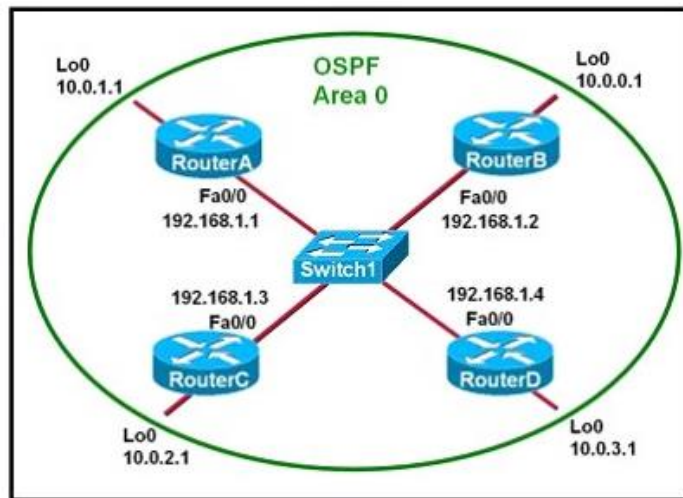 Lo0
10.0.1.1
OSPF
Area 0
Lo0
10.0.0.1
RouterA
RouterB
Fa0/0
192.168.1.1
Fa0/0
192.168.1.2
Switch1
192.168.1.3
Fa0/0
192.168.1.4
Fa0/0
RouterC
RouterD
Lo0
10.0.2.1
Lo0
10.0.3.1